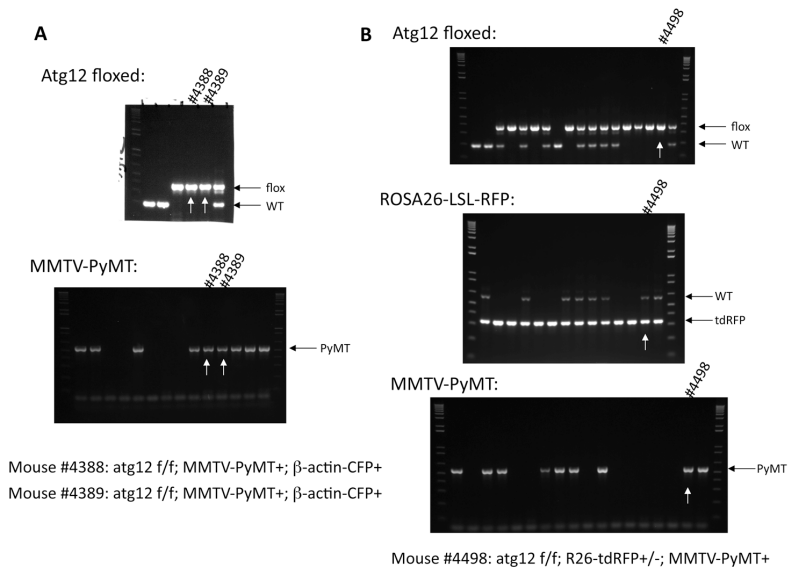 A
Atg12 floxed:
#4388
#4389
flox
WT
MMTV-PyMT:
#4388
#4389
PyMT
Mouse #4388: atg12 f/f; MMTV-PyMT+; β-actin-CFP+
Mouse #4389: atg12 f/f; MMTV-PyMT+; β-actin-CFP+
B
Atg12 floxed:
#4498
flox
WT
ROSA26-LSL-RFP:
#4498
WT
tdRFP
MMTV-PyMT:
#4498
PyMT
Mouse #4498: atg12 f/f; R26-tdRFP+/-; MMTV-PyMT+